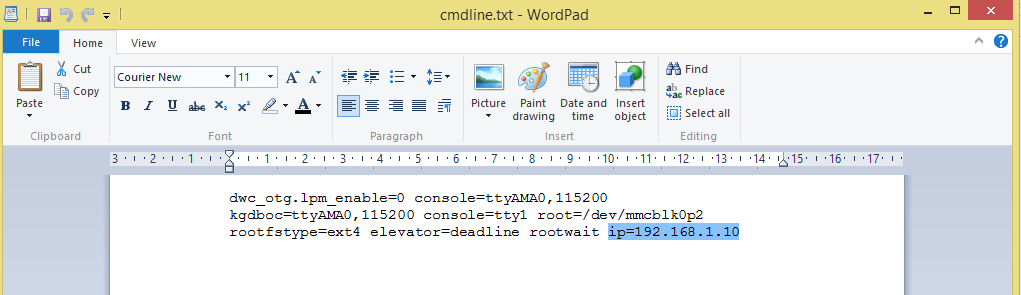 cmdline.txt - WordPad
File Home View
Paste
Cut
Copy
Clipboard
Courier New 11 A A
B I U abc X₂ X² A
Font
Paragraph
Picture
Paint drawing
Date and time
Insert object
Insert
Find
Replace
Select all
Editing
3 2 1 1 2 3 4 5 6 7 8 9 10 11 12 13 14 15 16 17
dwc_otg.lpm_enable=0 console=ttyAMA0,115200
kgdboc=ttyAMA0,115200 console=tty1 root=/dev/mmcblk0p2
rootfstype=ext4 elevator=deadline rootwait ip=192.168.1.10